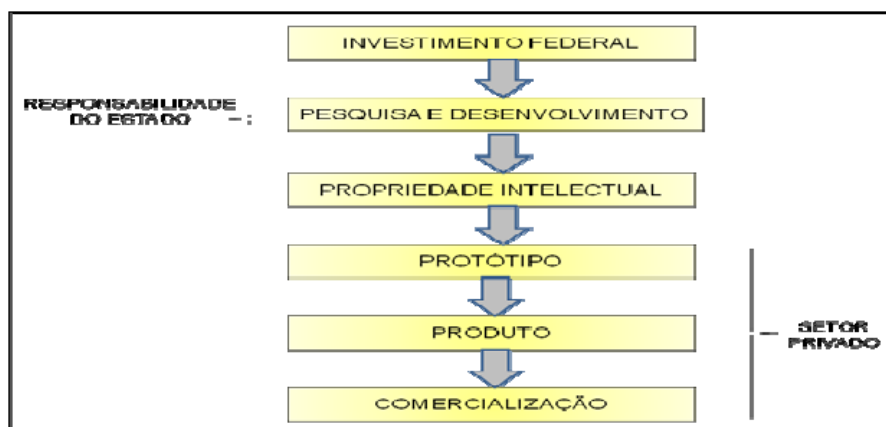 INVESTIMENTO FEDERAL
RESPONSABILIDADE
DO ESTADO
PESQUISA E DESENVOLVIMENTO
PROPRIEDADE INTELECTUAL
PROTÓTIPO
PRODUTO
SETOR
PRIVADO
COMERCIALIZAÇÃO